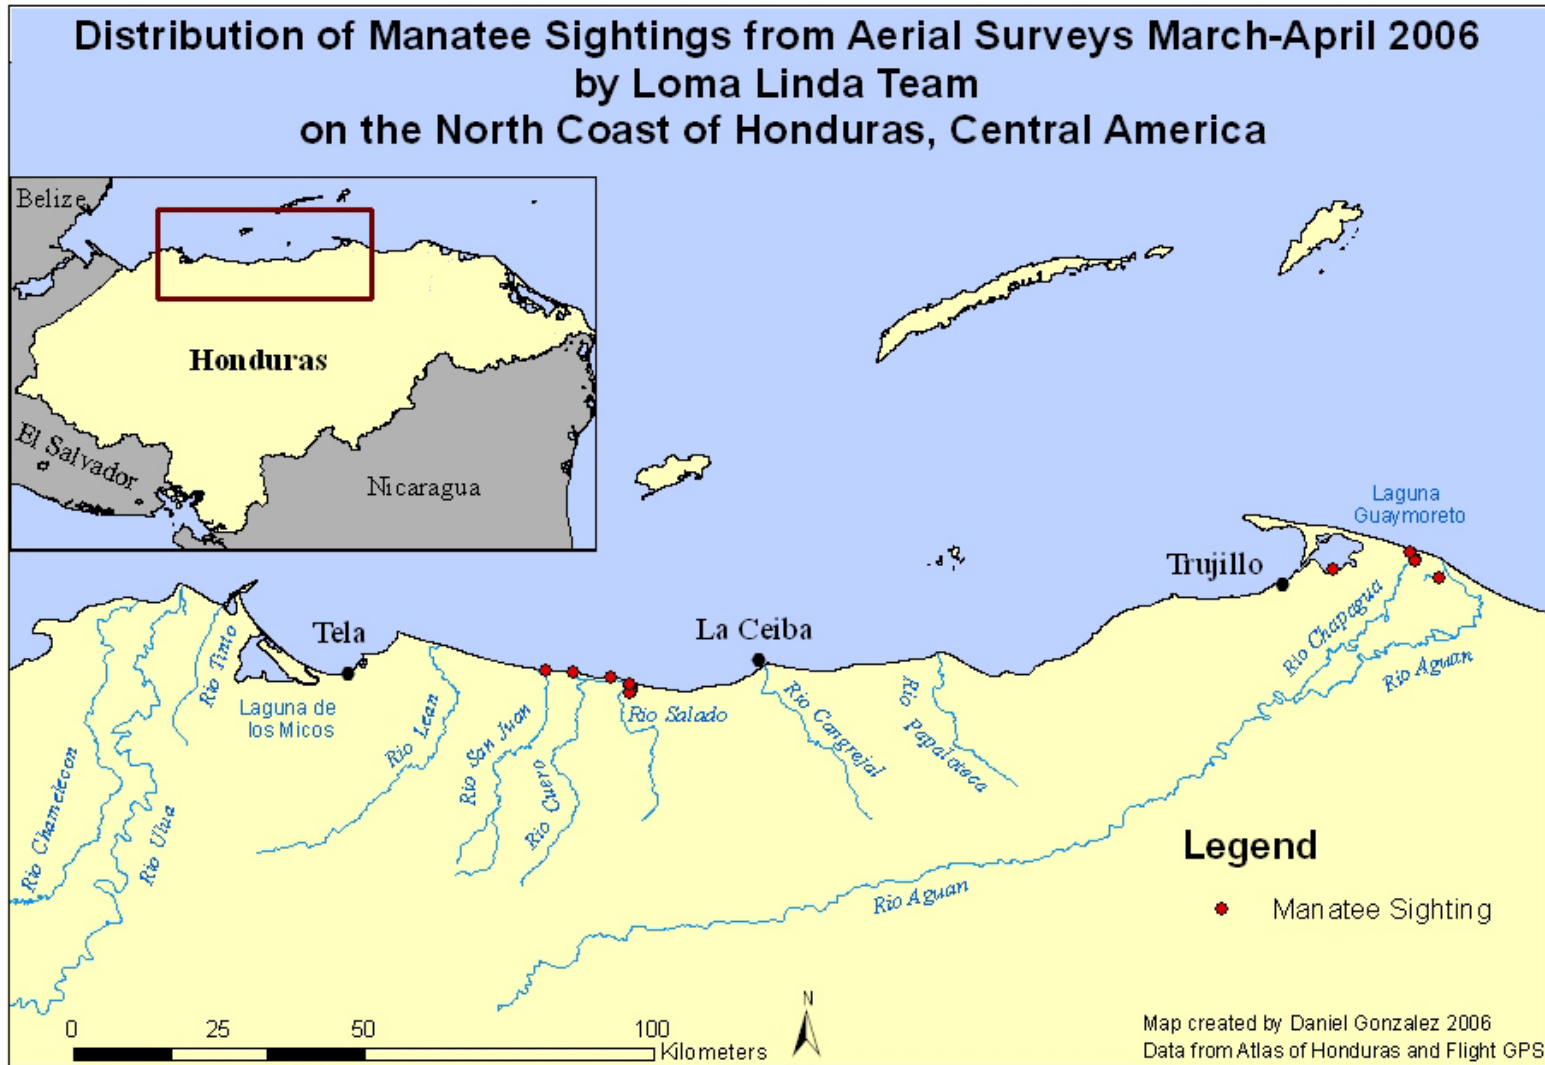 Distribution of Manatee Sightings from Aerial Surveys March-April 2006
by Loma Linda Team
on the North Coast of Honduras, Central America
Belize
Honduras
El Salvador
Nicaragua
Laguna
Guaymoreto
Trujillo
Tela
La Ceiba
Rio Chapagua
Rio Aguan
Rio Tinto
Laguna de
los Micos
Rio Lean
Rio San Juan
Rio Cuero
Rio Salado
Rio Cangrejal
Rio Papaloteca
Rio Chamelecon
Rio Ulua
Rio Aguan
Legend
Manatee Sighting
0 25 50 100
Kilometers
N
Map created by Daniel Gonzalez 2006
Data from Atlas of Honduras and Flight GPS